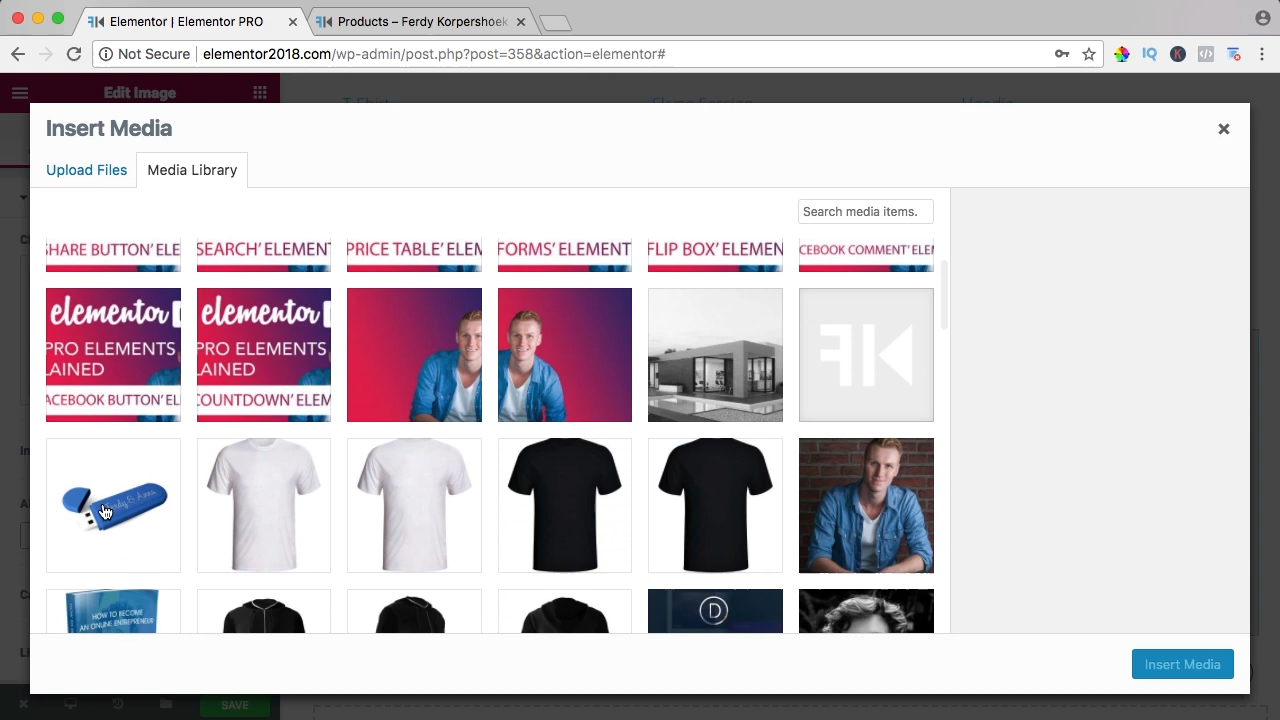 Elementor | Elementor PRO
Products – Ferdy Korpershoek
Not Secure
elementor2018.com/wp-admin/post.php?post=358&action=elementor#
Edit Image
Insert Media
Upload Files
Media Library
Search media items.
SHARE BUTTON' ELE
SEARCH' ELEMENT
PRICE TABLE' ELEM
FORMS' ELEMENT
FLIP BOX' ELEMEN
CEBOOK COMMENT' ELE
elementor
PRO ELEMENTS
LAINED
ACEBOOK BUTTON' EL
elementor
PRO ELEMENTS
LAINED
COUNTDOWN' ELEM
FK
HOW TO BECOME
AN ONLINE ENTREPRENEUR
D
Insert Media
SAVE